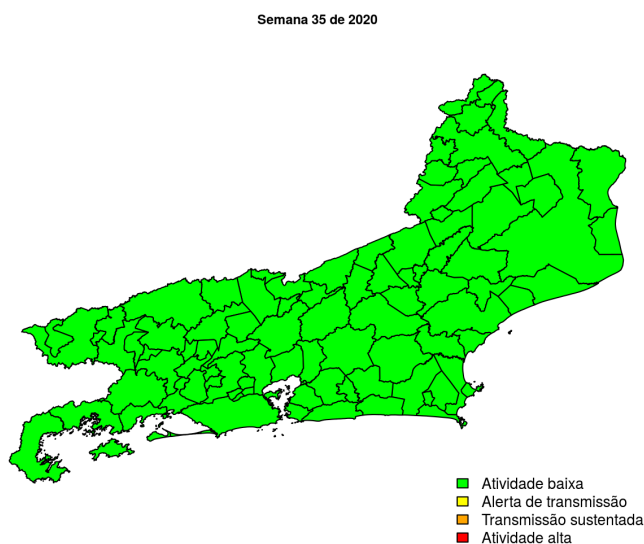 Semana 35 de 2020
Atividade baixa
Alerta de transmissão
Transmissão sustentada
Atividade alta